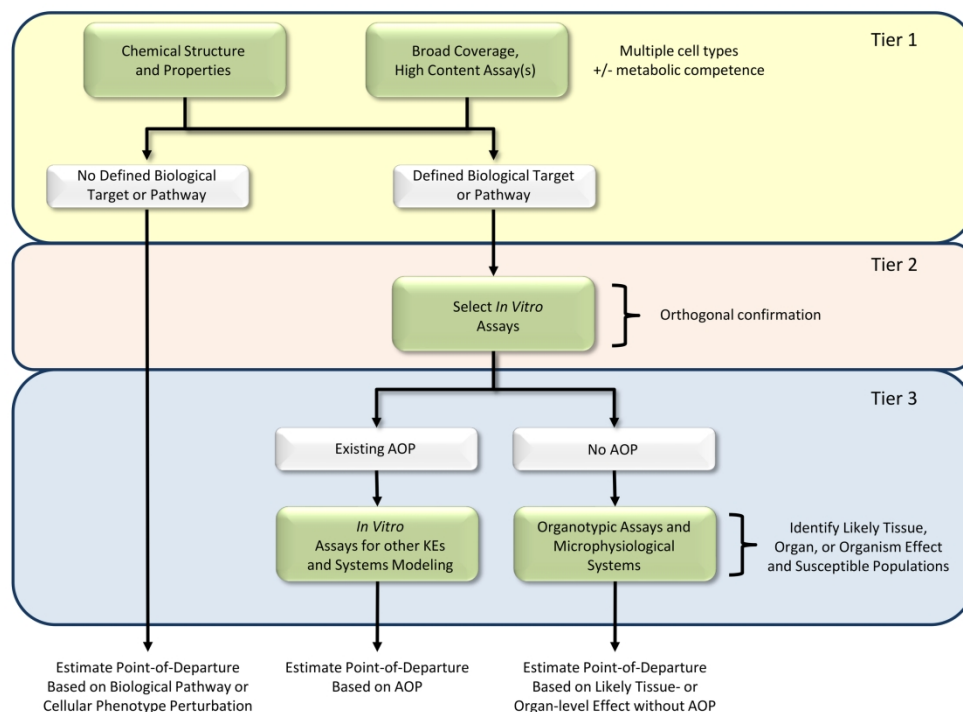 Tier 1
Chemical Structure
and Properties
Broad Coverage,
High Content Assay(s)
Multiple cell types
+/- metabolic competence
No Defined Biological
Target or Pathway
Defined Biological Target
or Pathway
Tier 2
Select In Vitro
Assays
Orthogonal confirmation
Tier 3
Existing AOP
No AOP
In Vitro
Assays for other KEs
and Systems Modeling
Organotypic Assays and
Microphysiological
Systems
Identify Likely Tissue,
Organ, or Organism Effect
and Susceptible Populations
Estimate Point-of-Departure
Based on Biological Pathway or
Cellular Phenotype Perturbation
Estimate Point-of-Departure
Based on AOP
Estimate Point-of-Departure
Based on Likely Tissue- or
Organ-level Effect without AOP